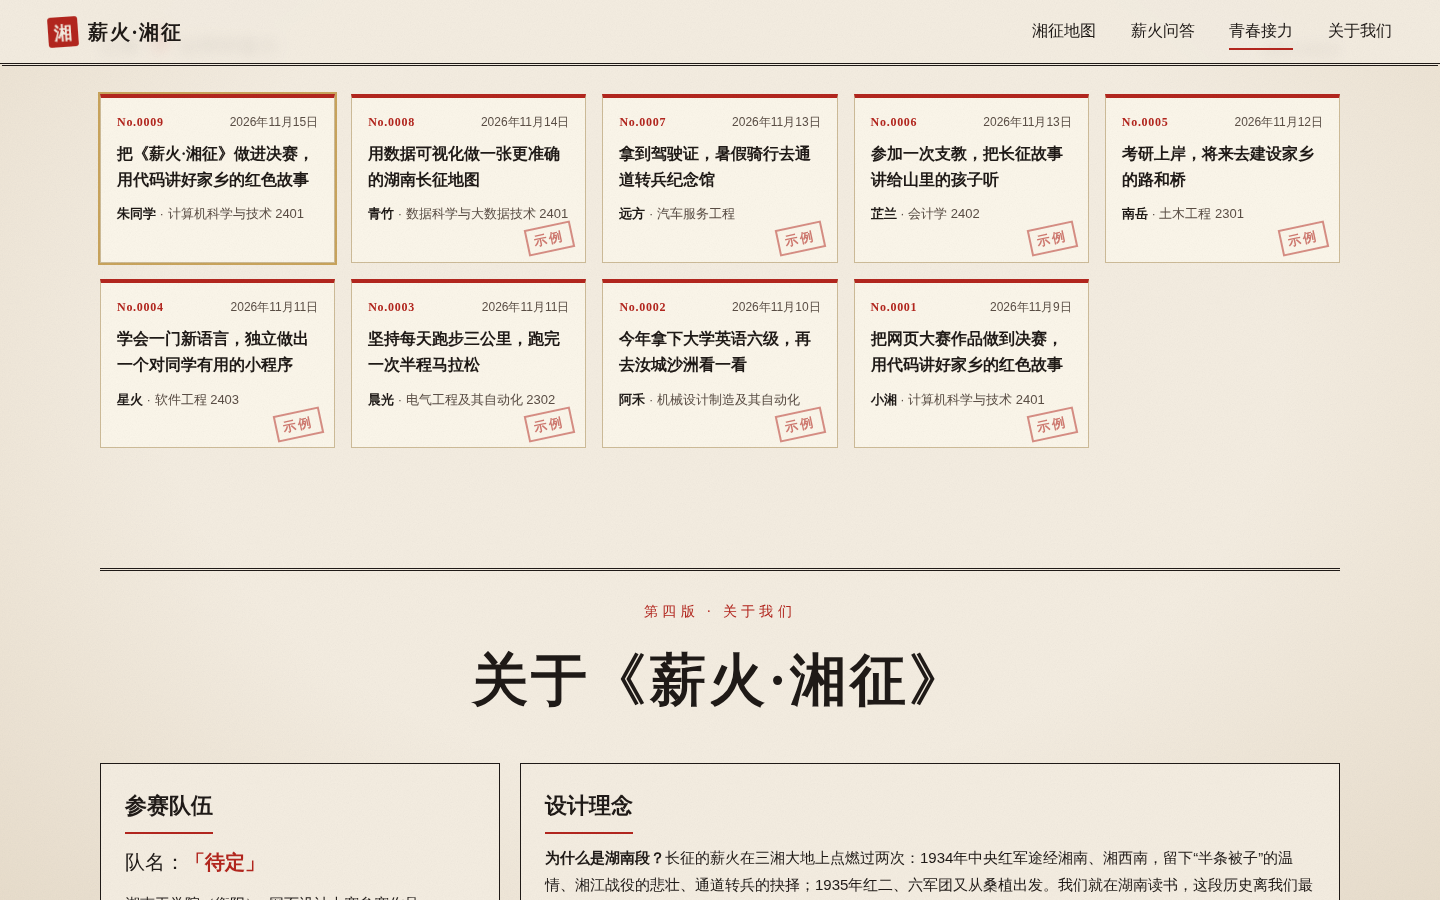 湘 薪火·湘征 湘征地图 薪火问答 青春接力 关于我们
No.0009 2026年11月15日
把《薪火·湘征》做进决赛，
用代码讲好家乡的红色故事
朱同学 · 计算机科学与技术 2401
No.0008 2026年11月14日
用数据可视化做一张更准确
的湖南长征地图
青竹 · 数据科学与大数据技术 2401
示例
No.0007 2026年11月13日
拿到驾驶证，暑假骑行去通
道转兵纪念馆
远方 · 汽车服务工程
示例
No.0006 2026年11月13日
参加一次支教，把长征故事
讲给山里的孩子听
芷兰 · 会计学 2402
示例
No.0005 2026年11月12日
考研上岸，将来去建设家乡
的路和桥
南岳 · 土木工程 2301
示例
No.0004 2026年11月11日
学会一门新语言，独立做出
一个对同学有用的小程序
星火 · 软件工程 2403
示例
No.0003 2026年11月11日
坚持每天跑步三公里，跑完
一次半程马拉松
晨光 · 电气工程及其自动化 2302
示例
No.0002 2026年11月10日
今年拿下大学英语六级，再
去汝城沙洲看一看
阿禾 · 机械设计制造及其自动化
示例
No.0001 2026年11月9日
把网页大赛作品做到决赛，
用代码讲好家乡的红色故事
小湘 · 计算机科学与技术 2401
示例
第四版 · 关于我们
关于《薪火·湘征》
参赛队伍
队名：「待定」
设计理念
为什么是湖南段？长征的薪火在三湘大地上点燃过两次：1934年中央红军途经湘南、湘西南，留下“半条被子”的温
情、湘江战役的悲壮、通道转兵的抉择；1935年红二、六军团又从桑植出发。我们就在湖南读书，这段历史离我们最